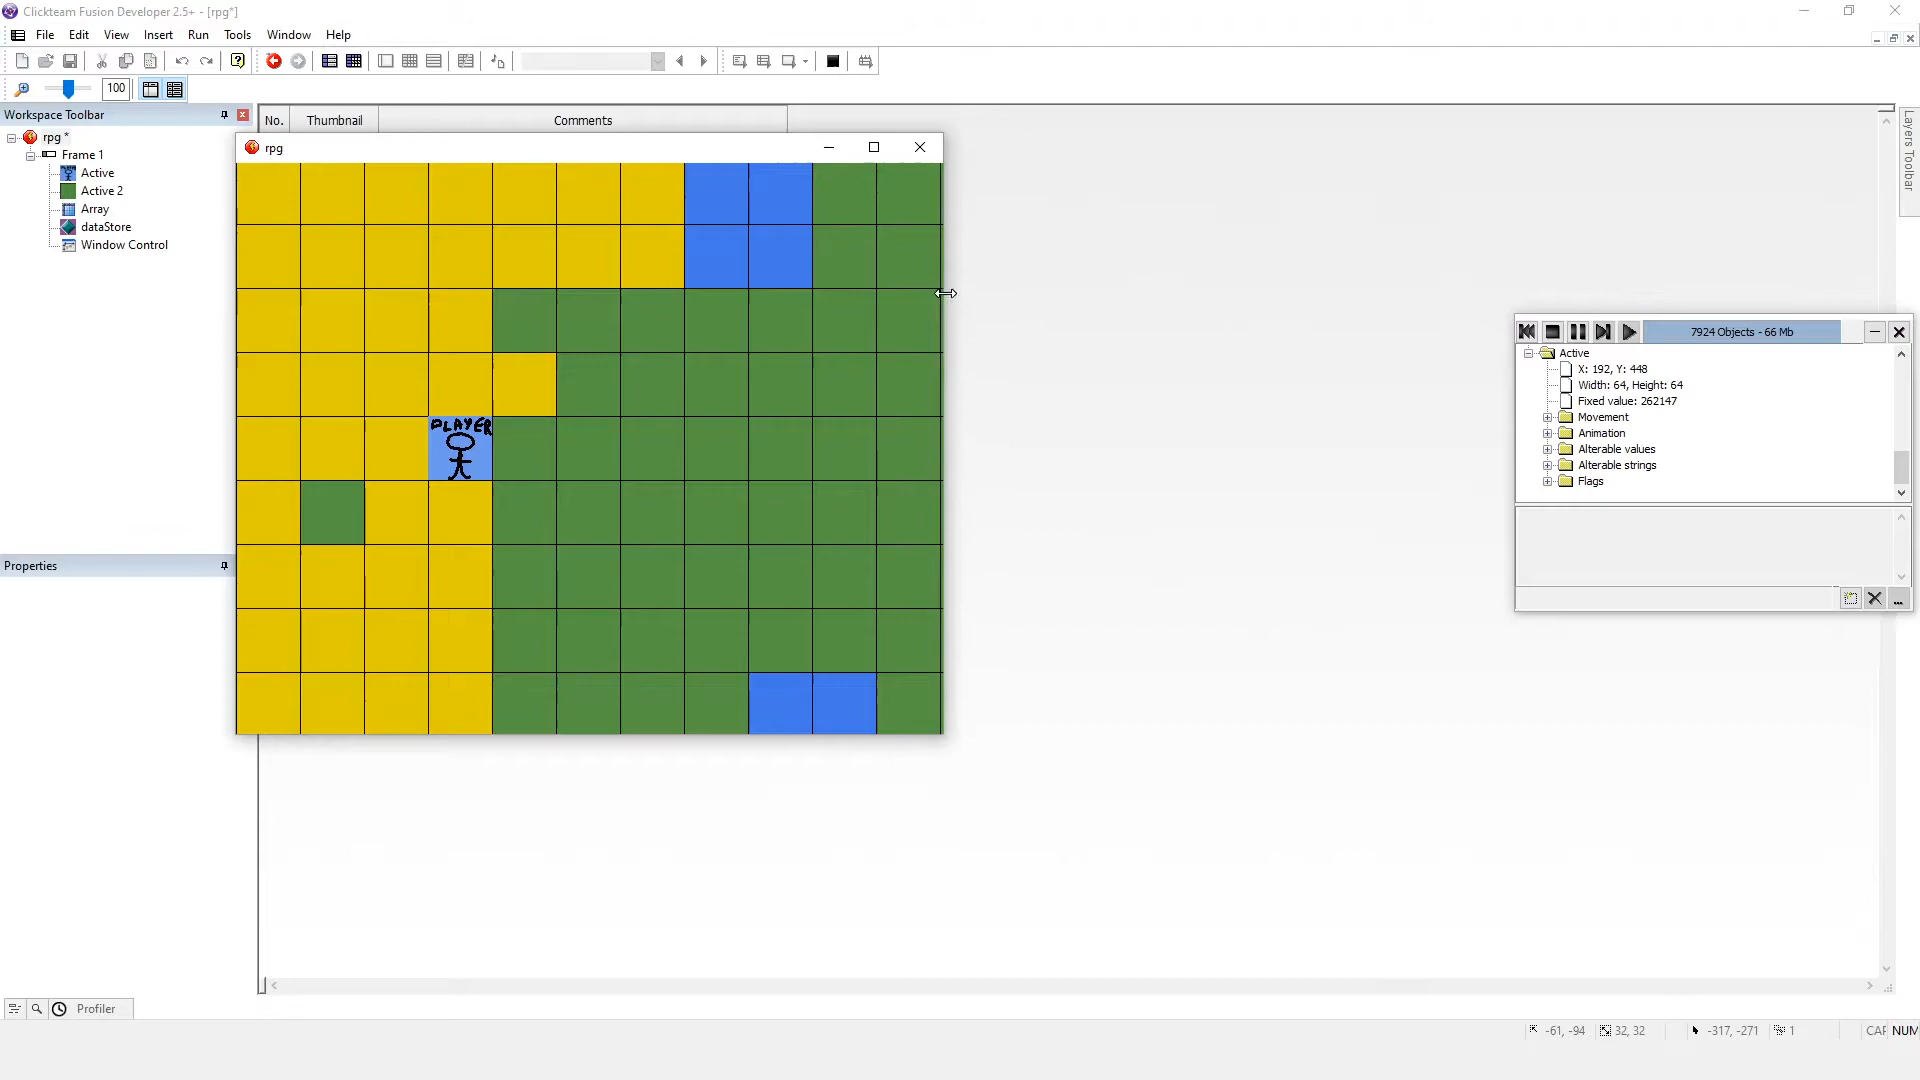 Clickteam Fusion Developer 2.5+ - [rpg*]
File Edit View Insert Run Tools Window Help
100
Workspace Toolbar
No. Thumbnail Comments
rpg *
Frame 1
Active
Active 2
Array
dataStore
Window Control
rpg
PLAYER
Layers Toolbar
7924 Objects - 66 Mb
Active
X: 192, Y: 448
Width: 64, Height: 64
Fixed value: 262147
Movement
Animation
Alterable values
Alterable strings
Flags
...
Properties
Profiler
-61, -94 32, 32 -317, -271 1 CAP NUM